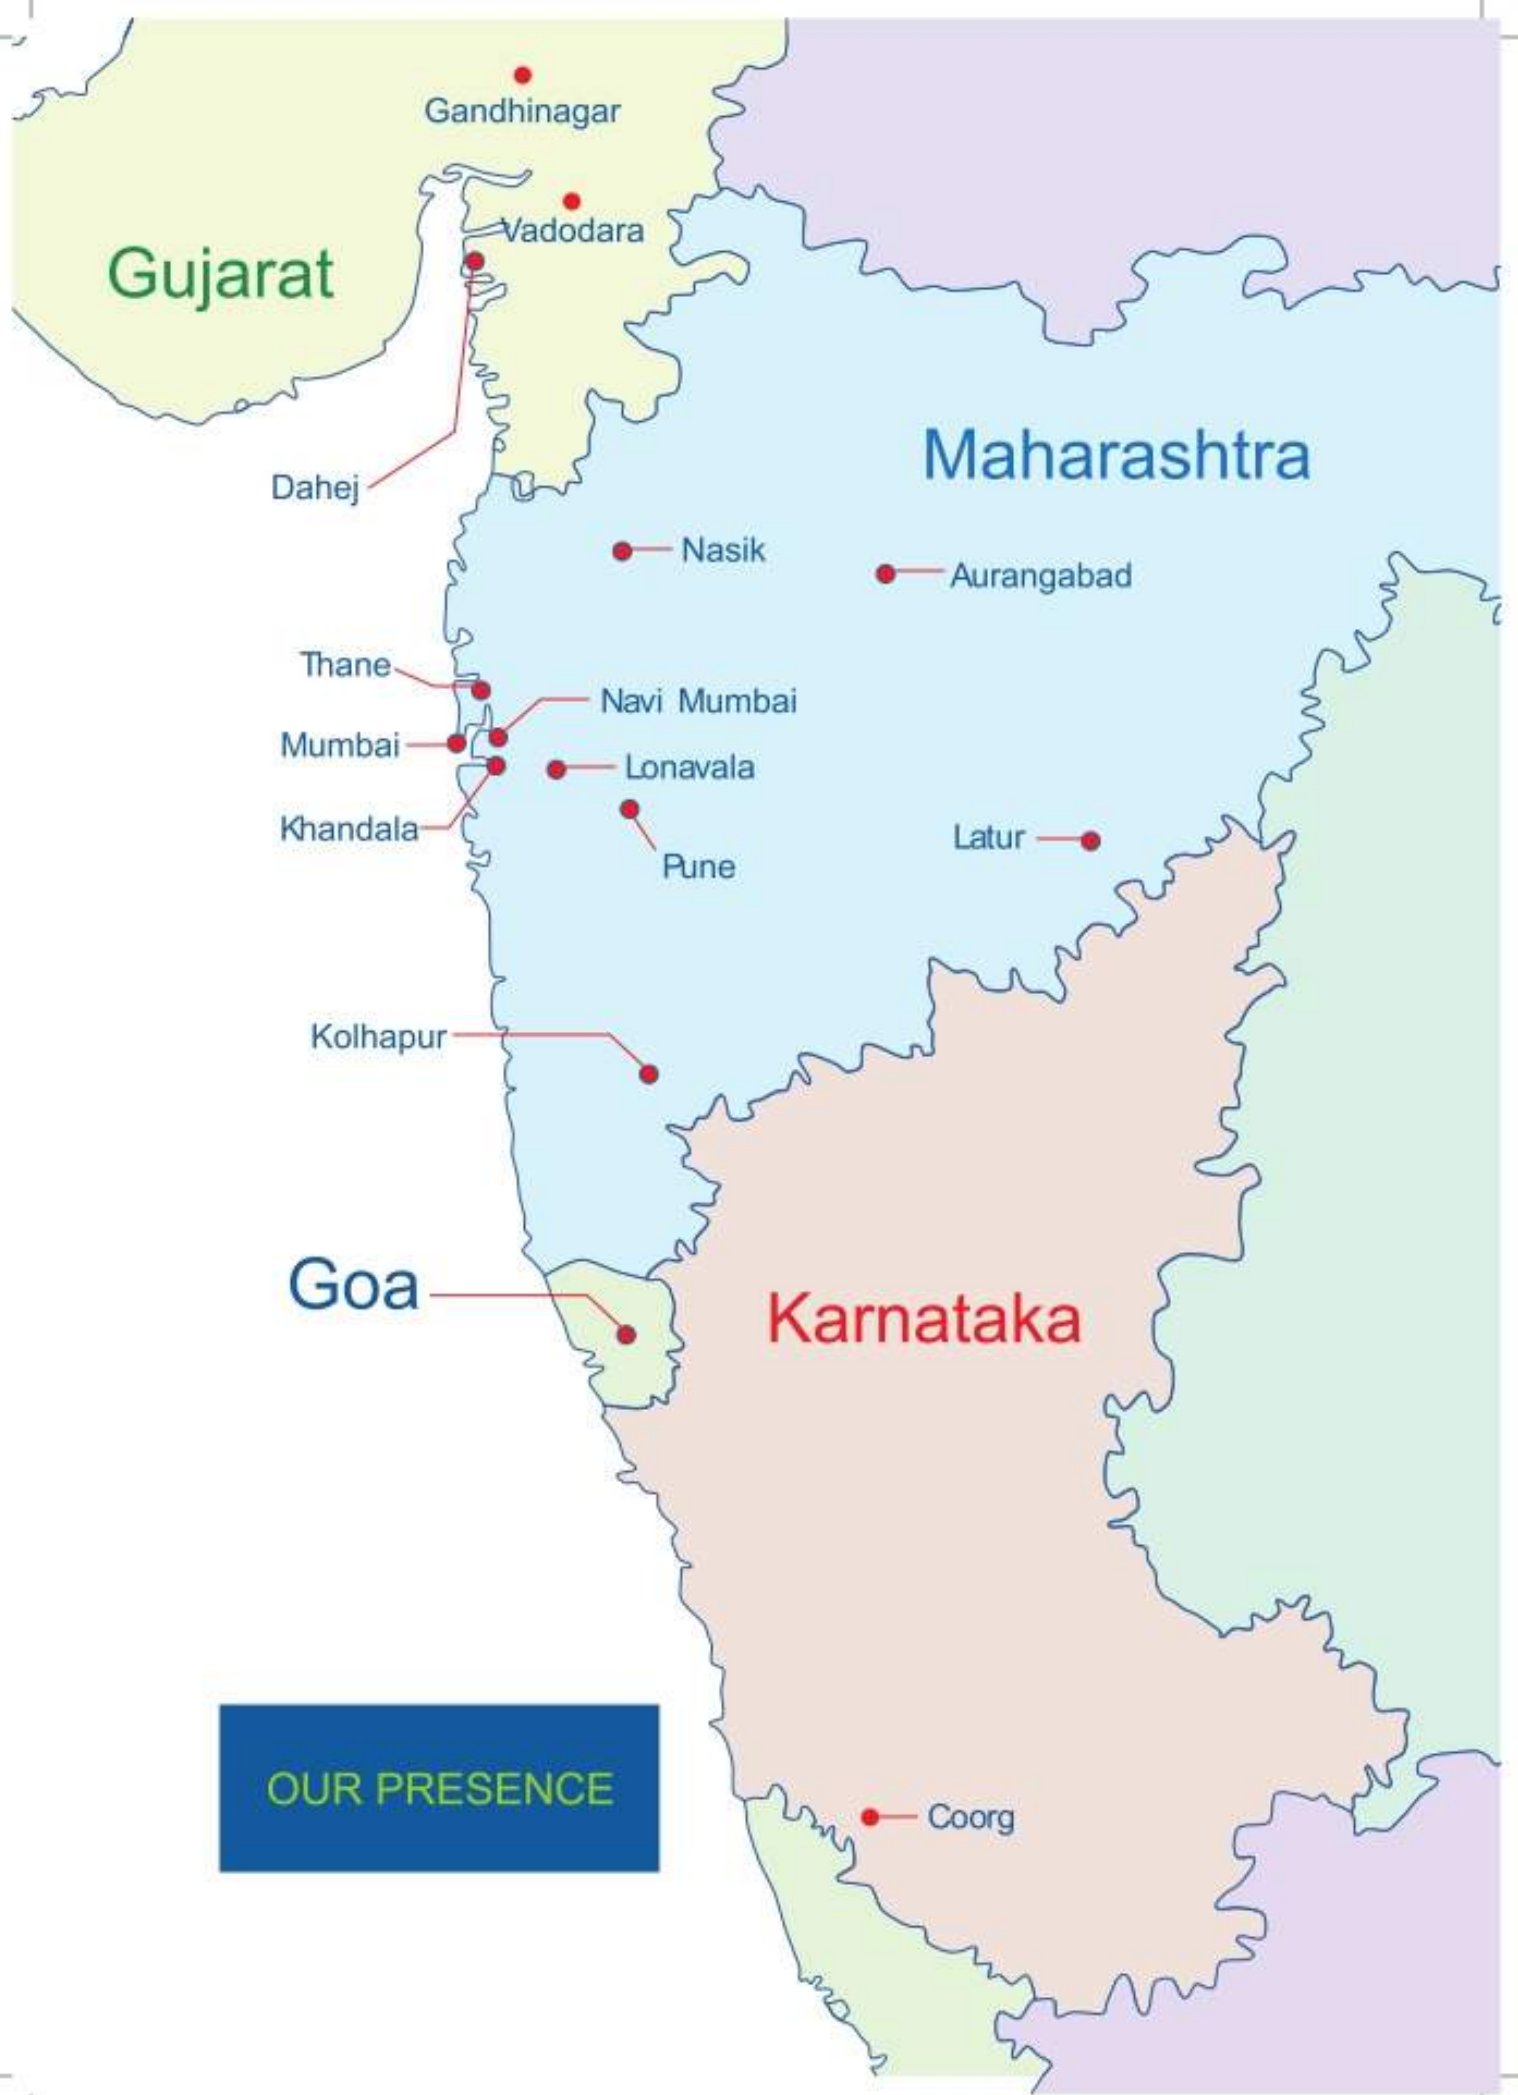 Gandhinagar
Vadodara
Gujarat
Maharashtra
Dahej
Nasik
Aurangabad
Thane
Navi Mumbai
Mumbai
Lonavala
Khandala
Latur
Pune
Kolhapur
Goa
Karnataka
OUR PRESENCE
Coorg